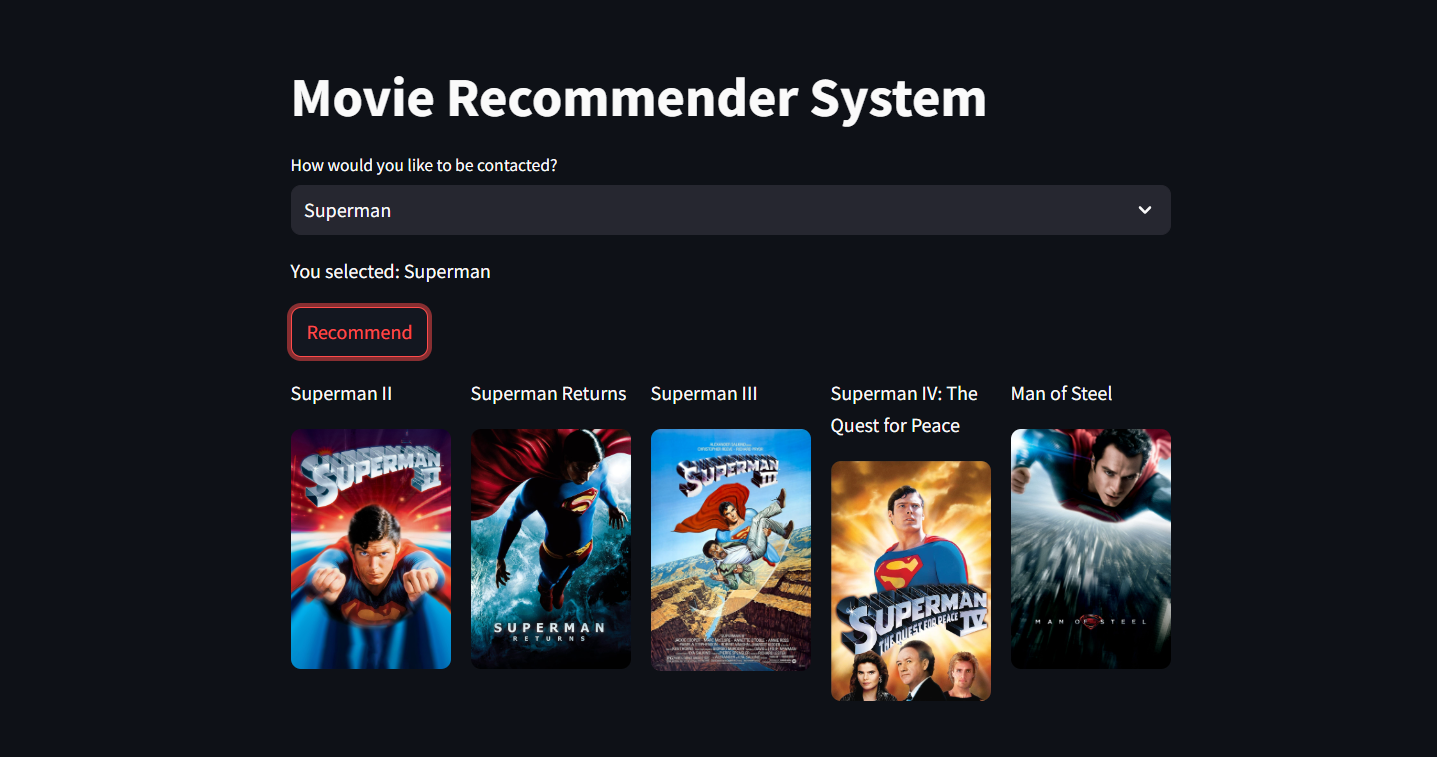 Movie Recommender System
How would you like to be contacted?
Superman
You selected: Superman
Recommend
Superman II
Superman Returns
Superman III
Superman IV: The
Quest for Peace
Man of Steel
SUPERMAN
II
SUPERMAN
RETURNS
SUPERMAN
III
SUPERMAN
IV
THE QUEST FOR PEACE
MAN OF STEEL